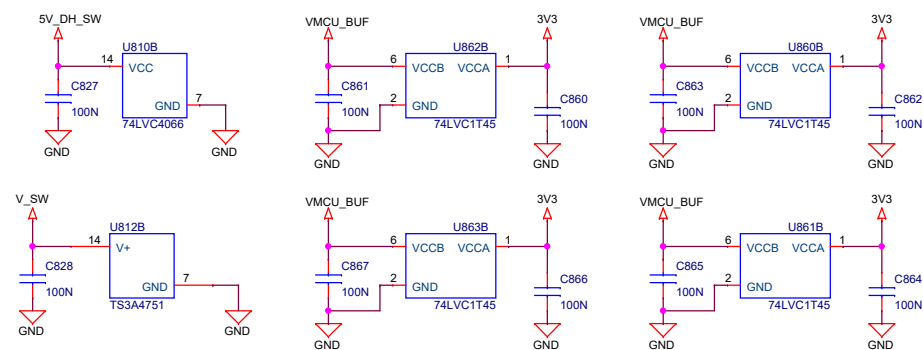 5V_DH_SW
U810B
14
VCC
C827
7
GND
100N
74LVC4066
GND
GND
VMCU_BUF
3V3
U862B
6
VCCB
VCCA
1
C861
2
GND
C860
100N
100N
74LVC1T45
GND
GND
VMCU_BUF
3V3
U860B
6
VCCB
VCCA
1
C863
2
GND
C862
100N
100N
74LVC1T45
GND
GND
V_SW
U812B
14
V+
C828
7
GND
100N
TS3A4751
GND
GND
VMCU_BUF
3V3
U863B
6
VCCB
VCCA
1
C867
2
GND
C866
100N
100N
74LVC1T45
GND
GND
VMCU_BUF
3V3
U861B
6
VCCB
VCCA
1
C865
2
GND
C864
100N
100N
74LVC1T45
GND
GND